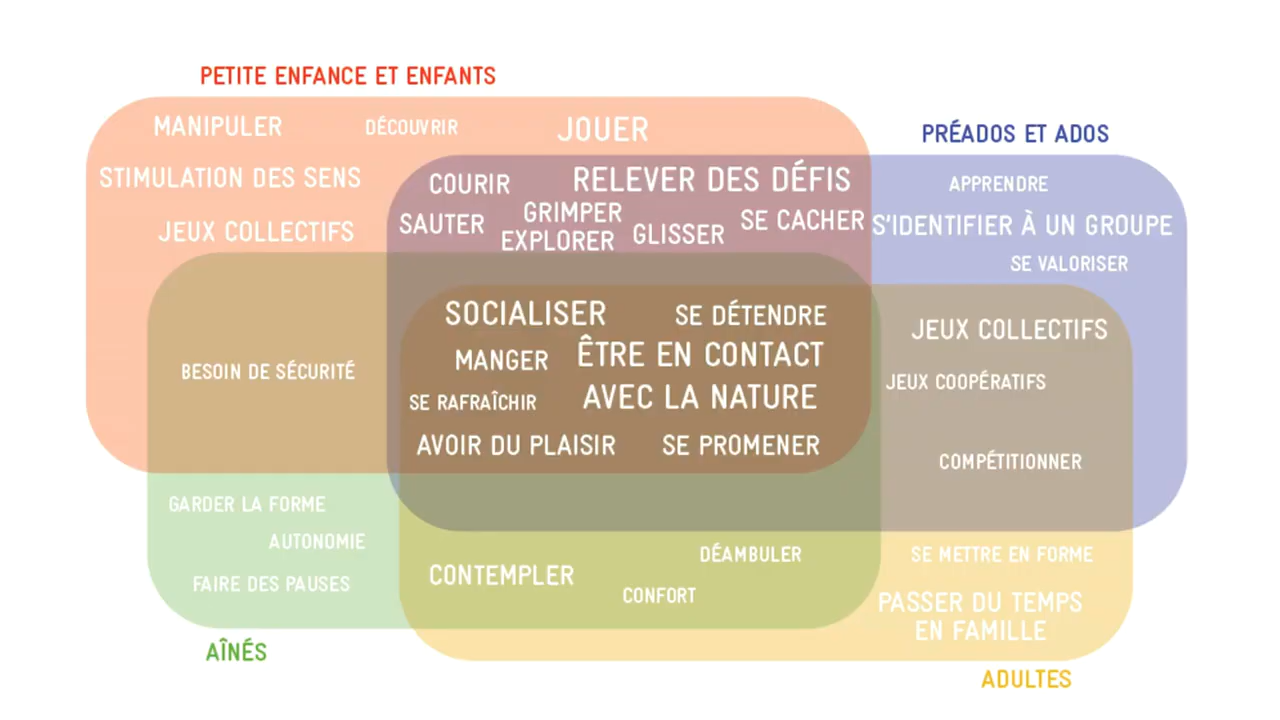 PETITE ENFANCE ET ENFANTS
MANIPULER
DÉCOUVRIR
JOUER
PRÉADOS ET ADOS
STIMULATION DES SENS
COURIR
RELEVER DES DÉFIS
APPRENDRE
JEUX COLLECTIFS
SAUTER
GRIMPER
EXPLORER
GLISSER
SE CACHER
S'IDENTIFIER À UN GROUPE
SE VALORISER
SOCIALISER
SE DÉTENDRE
JEUX COLLECTIFS
BESOIN DE SÉCURITÉ
MANGER
ÊTRE EN CONTACT
AVEC LA NATURE
JEUX COOPÉRATIFS
SE RAFRAÎCHIR
AVOIR DU PLAISIR
SE PROMENER
COMPÉTITIONNER
GARDER LA FORME
AUTONOMIE
FAIRE DES PAUSES
CONTEMPLER
DÉAMBULER
CONFORT
SE METTRE EN FORME
PASSER DU TEMPS
EN FAMILLE
AÎNÉS
ADULTES